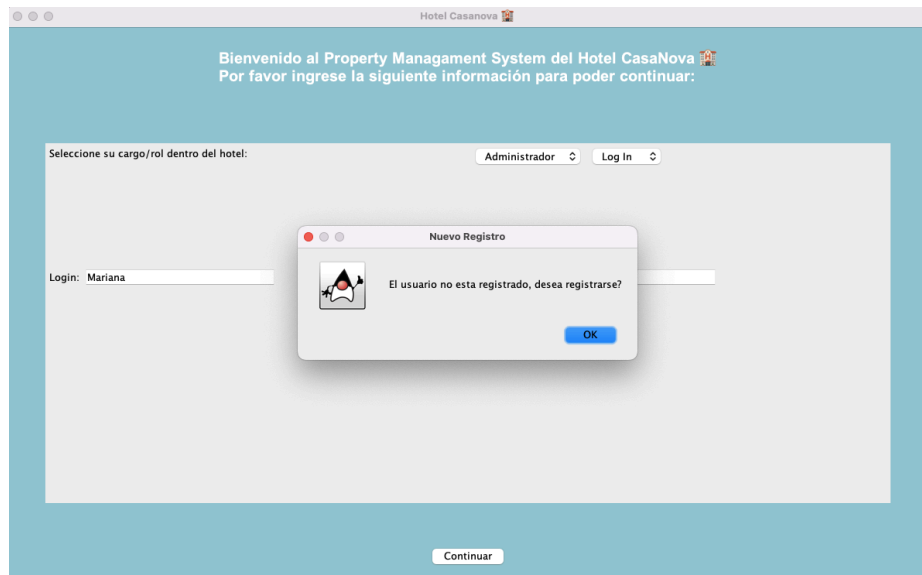 Hotel Casanova 🏨
Bienvenido al Property Managament System del Hotel CasaNova 🏨
Por favor ingrese la siguiente información para poder continuar:
Seleccione su cargo/rol dentro del hotel:
Administrador
Log In
Nuevo Registro
El usuario no esta registrado, desea registrarse?
OK
Login: Mariana
Continuar